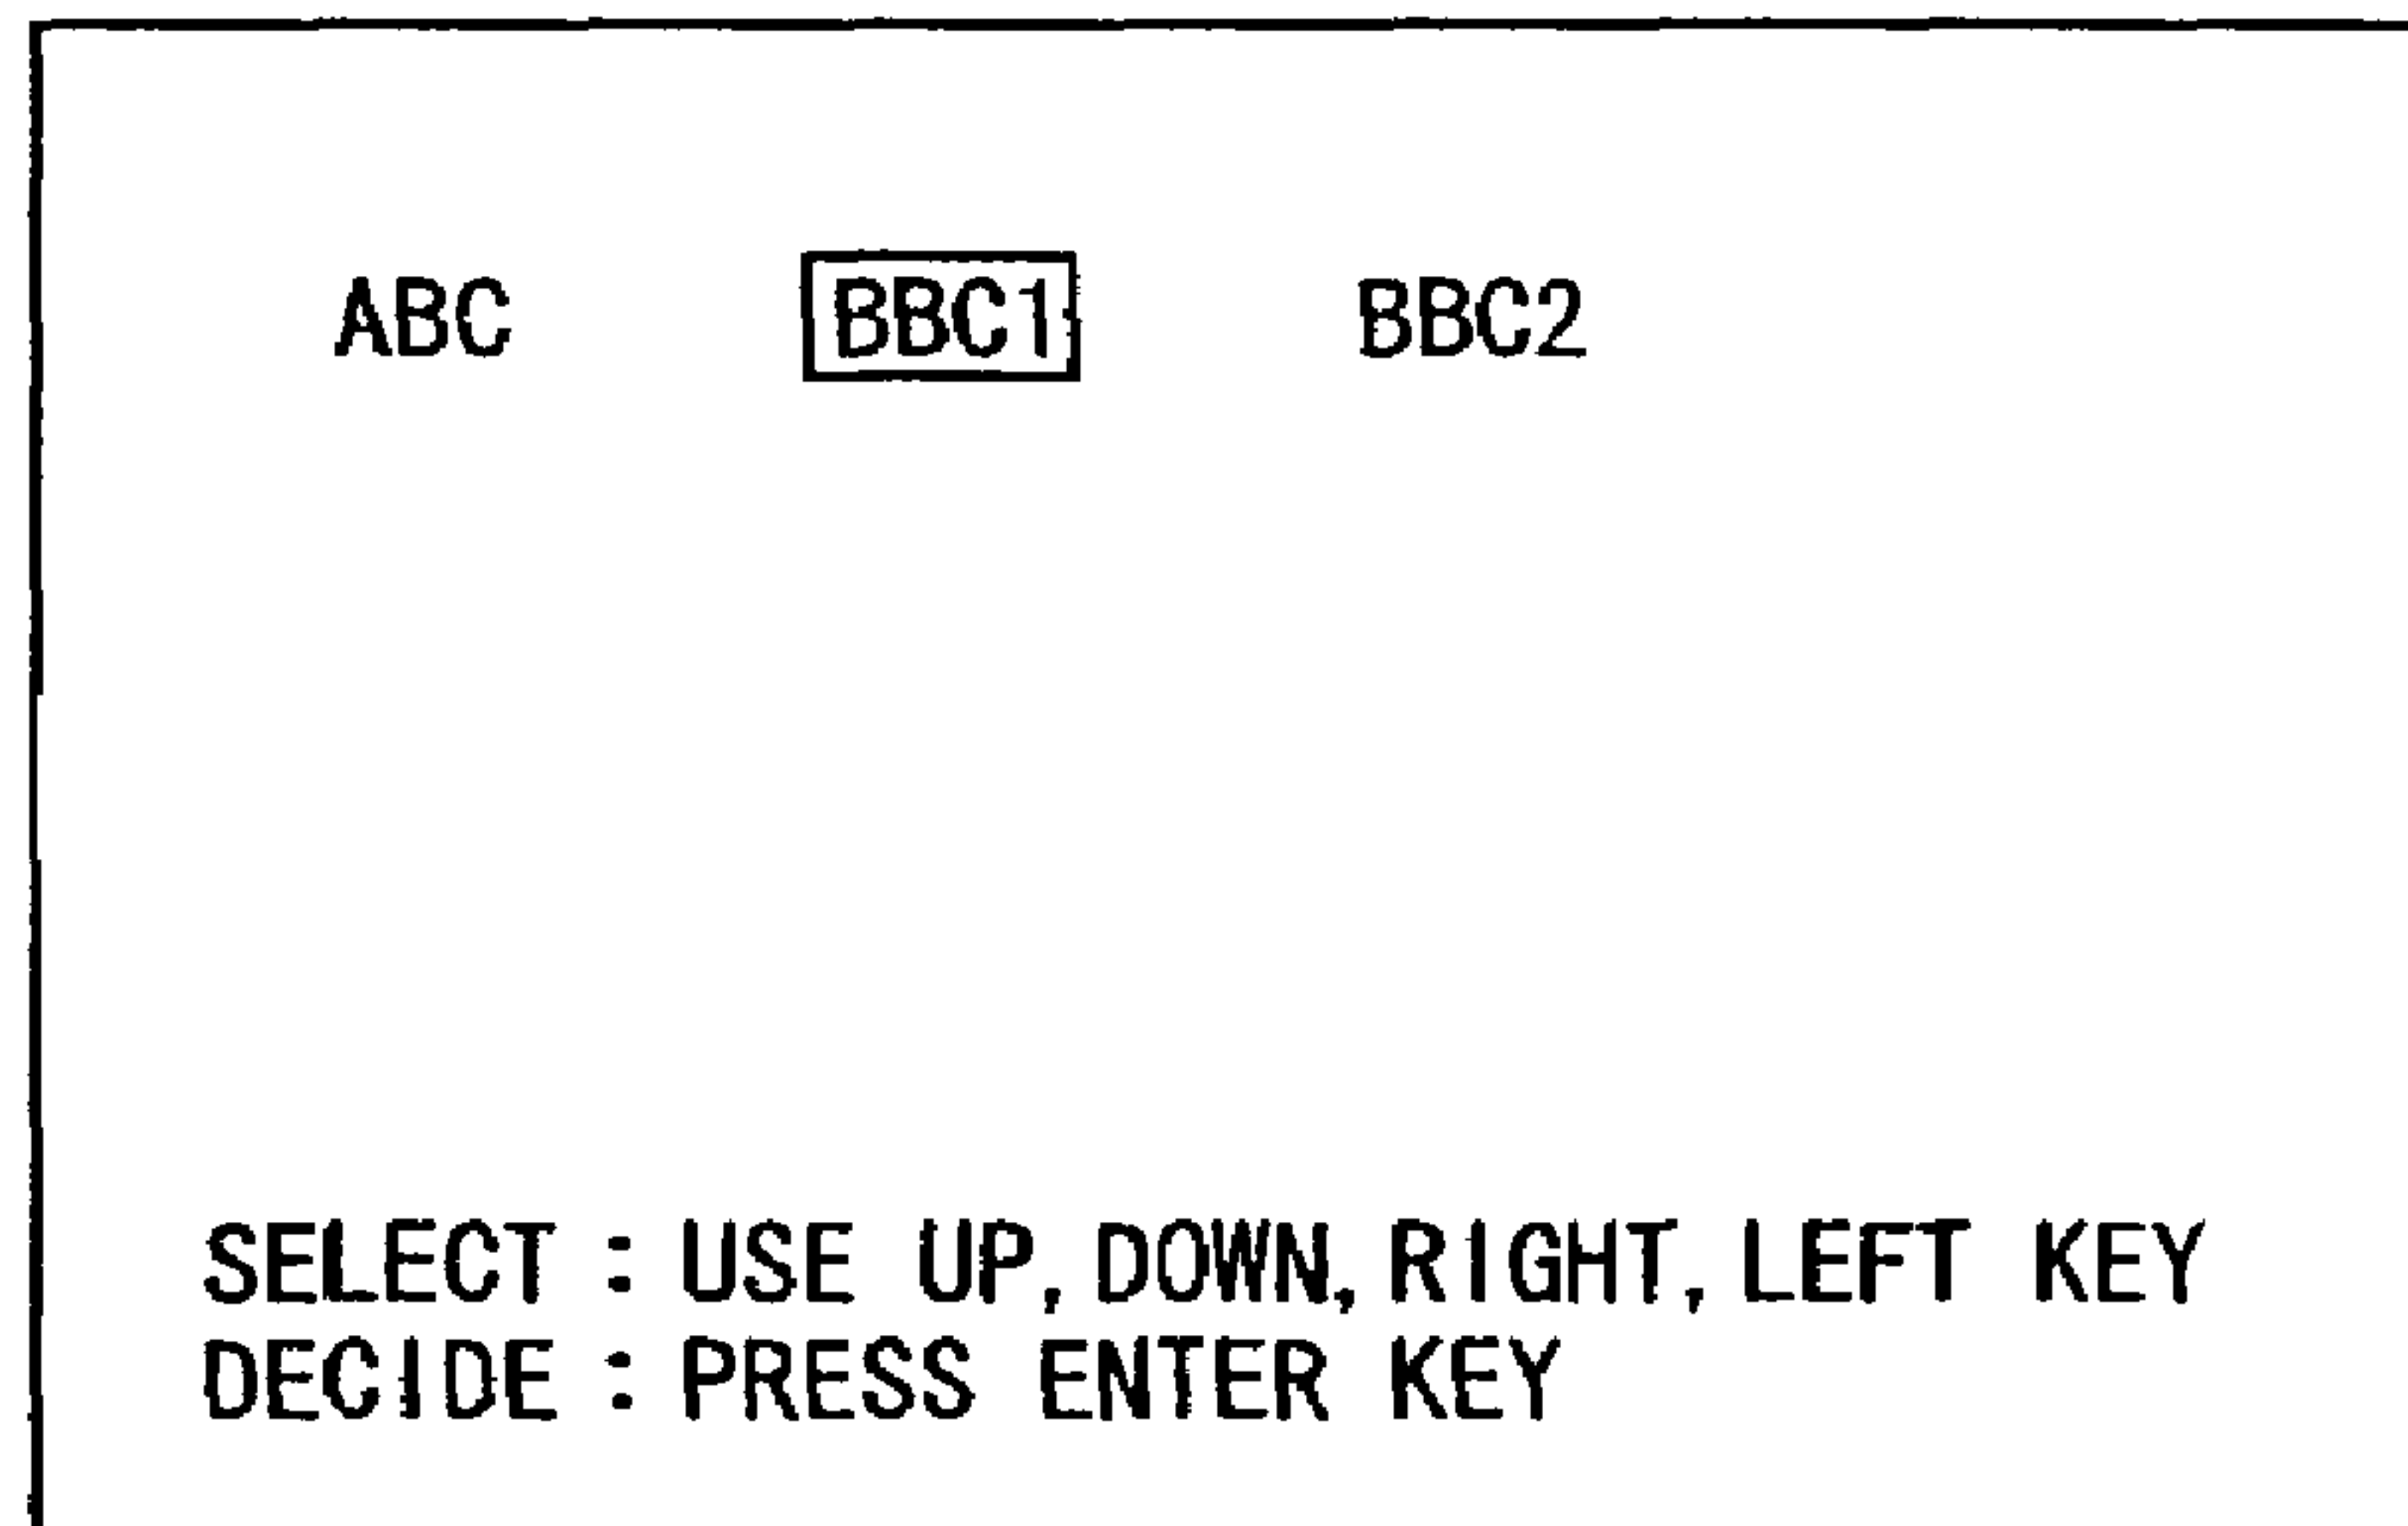 ABC BBC1 BBC2
SELECT : USE UP, DOWN, RIGHT, LEFT KEY
DECIDE : PRESS ENTER KEY